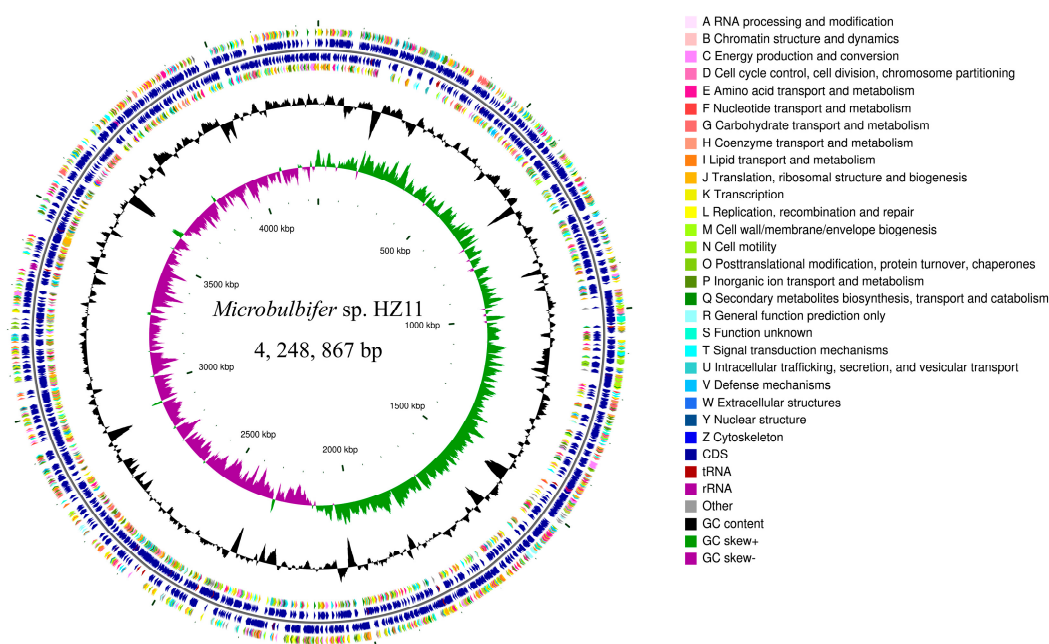 A RNA processing and modification
B Chromatin structure and dynamics
C Energy production and conversion
D Cell cycle control, cell division, chromosome partitioning
E Amino acid transport and metabolism
F Nucleotide transport and metabolism
G Carbohydrate transport and metabolism
H Coenzyme transport and metabolism
I Lipid transport and metabolism
J Translation, ribosomal structure and biogenesis
K Transcription
L Replication, recombination and repair
M Cell wall/membrane/envelope biogenesis
N Cell motility
O Posttranslational modification, protein turnover, chaperones
P Inorganic ion transport and metabolism
Q Secondary metabolites biosynthesis, transport and catabolism
R General function prediction only
S Function unknown
T Signal transduction mechanisms
U Intracellular trafficking, secretion, and vesicular transport
V Defense mechanisms
W Extracellular structures
Y Nuclear structure
Z Cytoskeleton
CDS
tRNA
rRNA
Other
GC content
GC skew+
GC skew-
4000 kbp
500 kbp
3500 kbp
Microbulbifer sp. HZ11
1000 kbp
4, 248, 867 bp
3000 kbp
1500 kbp
2500 kbp
2000 kbp